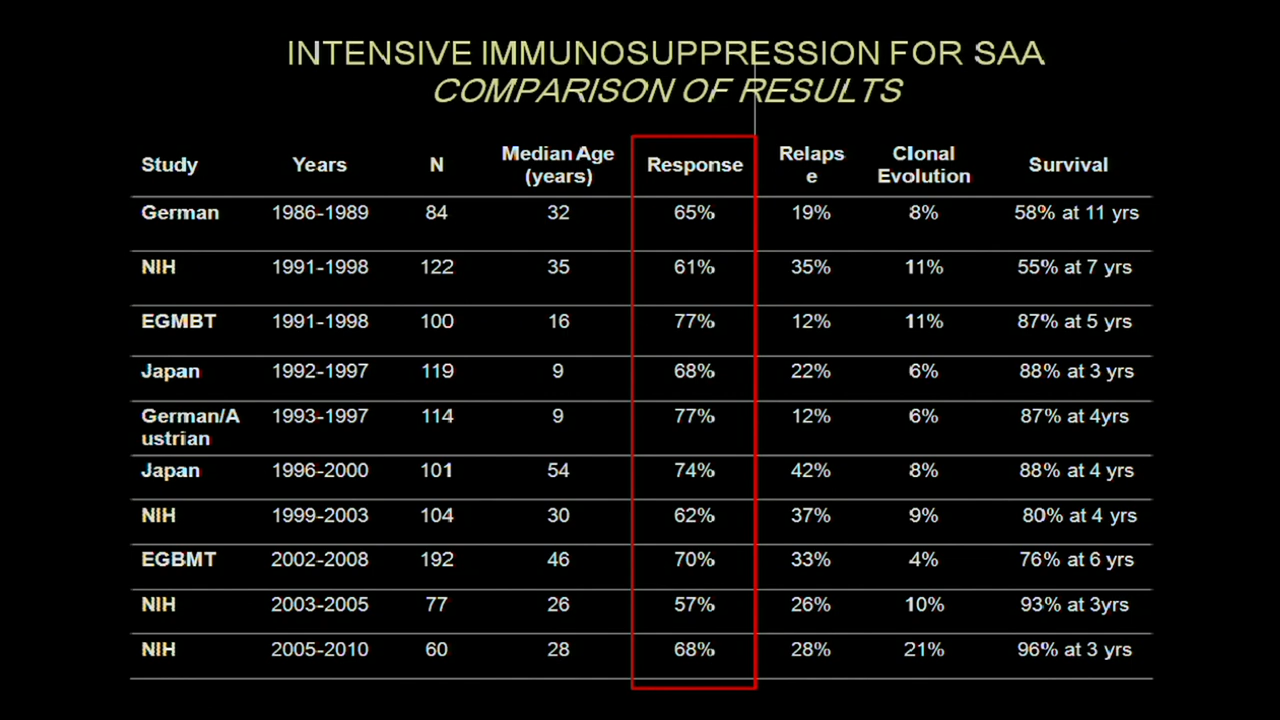 INTENSIVE IMMUNOSUPPRESSION FOR SAA
COMPARISON OF RESULTS
Study Years N Median Age (years) Response Relaps e Clonal Evolution Survival
German 1986-1989 84 32 65% 19% 8% 58% at 11 yrs
NIH 1991-1998 122 35 61% 35% 11% 55% at 7 yrs
EGMBT 1991-1998 100 16 77% 12% 11% 87% at 5 yrs
Japan 1992-1997 119 9 68% 22% 6% 88% at 3 yrs
German/A ustrian 1993-1997 114 9 77% 12% 6% 87% at 4yrs
Japan 1996-2000 101 54 74% 42% 8% 88% at 4 yrs
NIH 1999-2003 104 30 62% 37% 9% 80% at 4 yrs
EGBMT 2002-2008 192 46 70% 33% 4% 76% at 6 yrs
NIH 2003-2005 77 26 57% 26% 10% 93% at 3yrs
NIH 2005-2010 60 28 68% 28% 21% 96% at 3 yrs